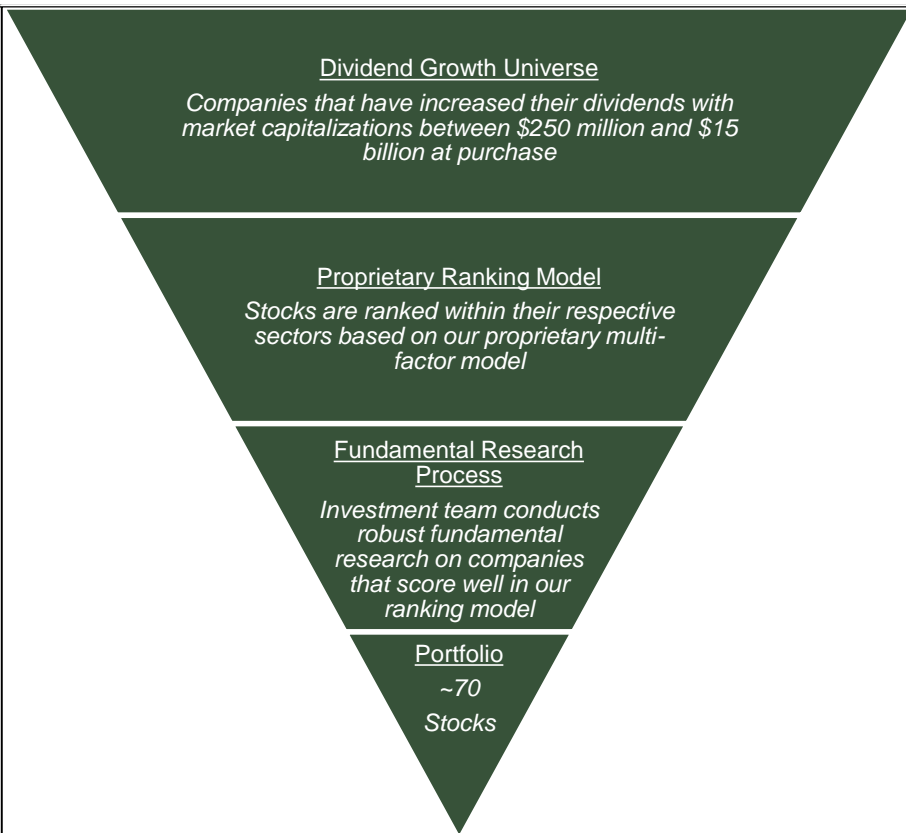 Dividend Growth Universe
Companies that have increased their dividends with
market capitalizations between $250 million and $15
billion at purchase
Proprietary Ranking Model
Stocks are ranked within their respective
sectors based on our proprietary multi-
factor model
Fundamental Research
Process
Investment team conducts
robust fundamental
research on companies
that score well in our
ranking model
Portfolio
~70
Stocks